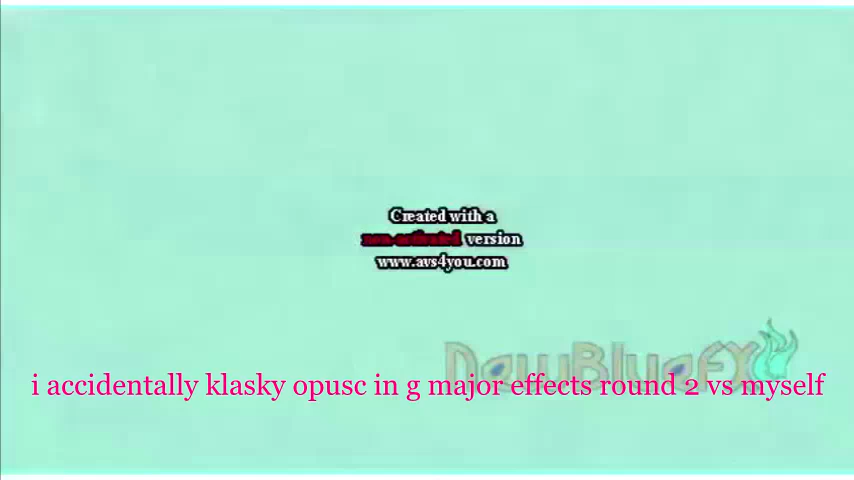 Created with a
non-activated version
www.avs4you.com
NewBlueFX
i accidentally klasky opusc in g major effects round 2 vs myself